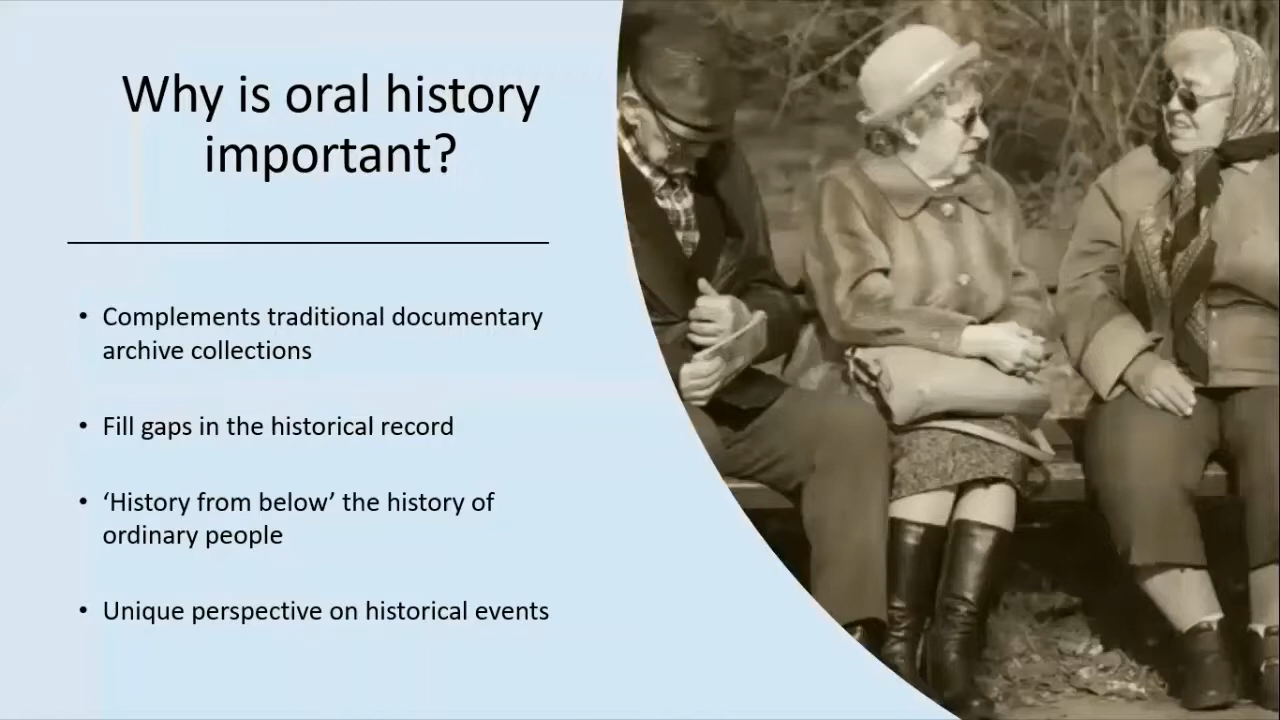 Why is oral history
important?
• Complements traditional documentary
archive collections
• Fill gaps in the historical record
• ‘History from below’ the history of
ordinary people
• Unique perspective on historical events